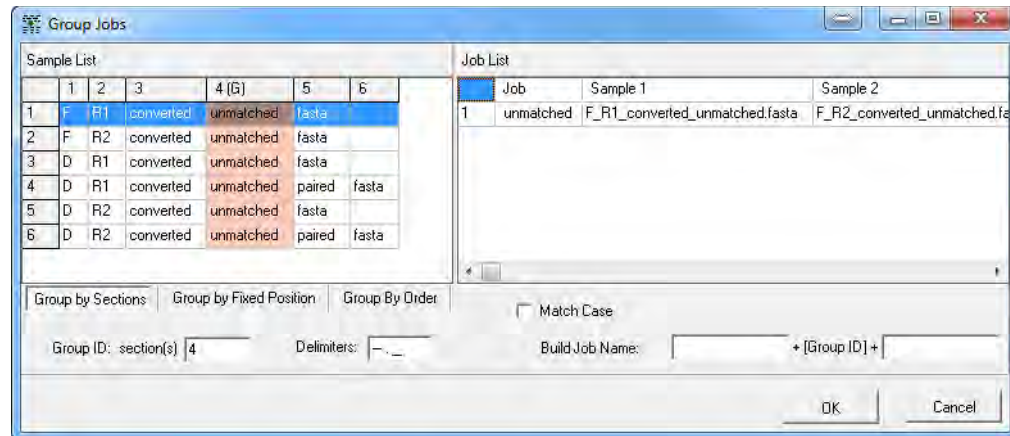 Group Jobs
Sample List
1 2 3 4 (G) 5 6
1 F R1 converted unmatched fasta
2 F R2 converted unmatched fasta
3 D R1 converted unmatched fasta
4 D R1 converted unmatched paired fasta
5 D R2 converted unmatched fasta
6 D R2 converted unmatched paired fasta
Job List
Job Sample 1 Sample 2
1 unmatched F_R1_converted_unmatched.fasta F_R2_converted_unmatched.fa
Group by Sections Group by Fixed Position Group By Order
Match Case
Group ID: section(s) 4 Delimiters: – . _ Build Job Name: + [Group ID] +
OK Cancel